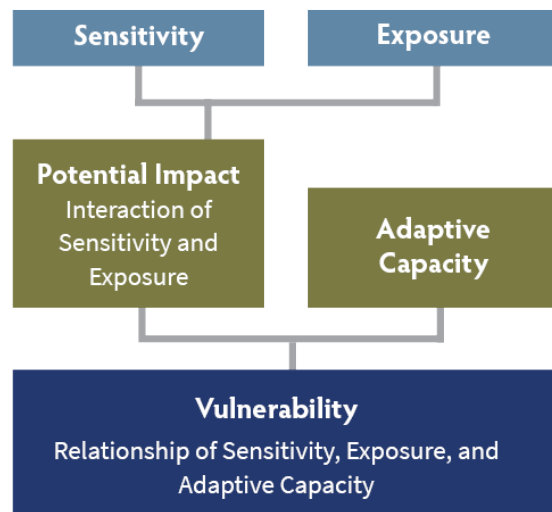 Sensitivity
Exposure
Potential Impact
Interaction of
Sensitivity and
Exposure
Adaptive
Capacity
Vulnerability
Relationship of Sensitivity, Exposure, and
Adaptive Capacity